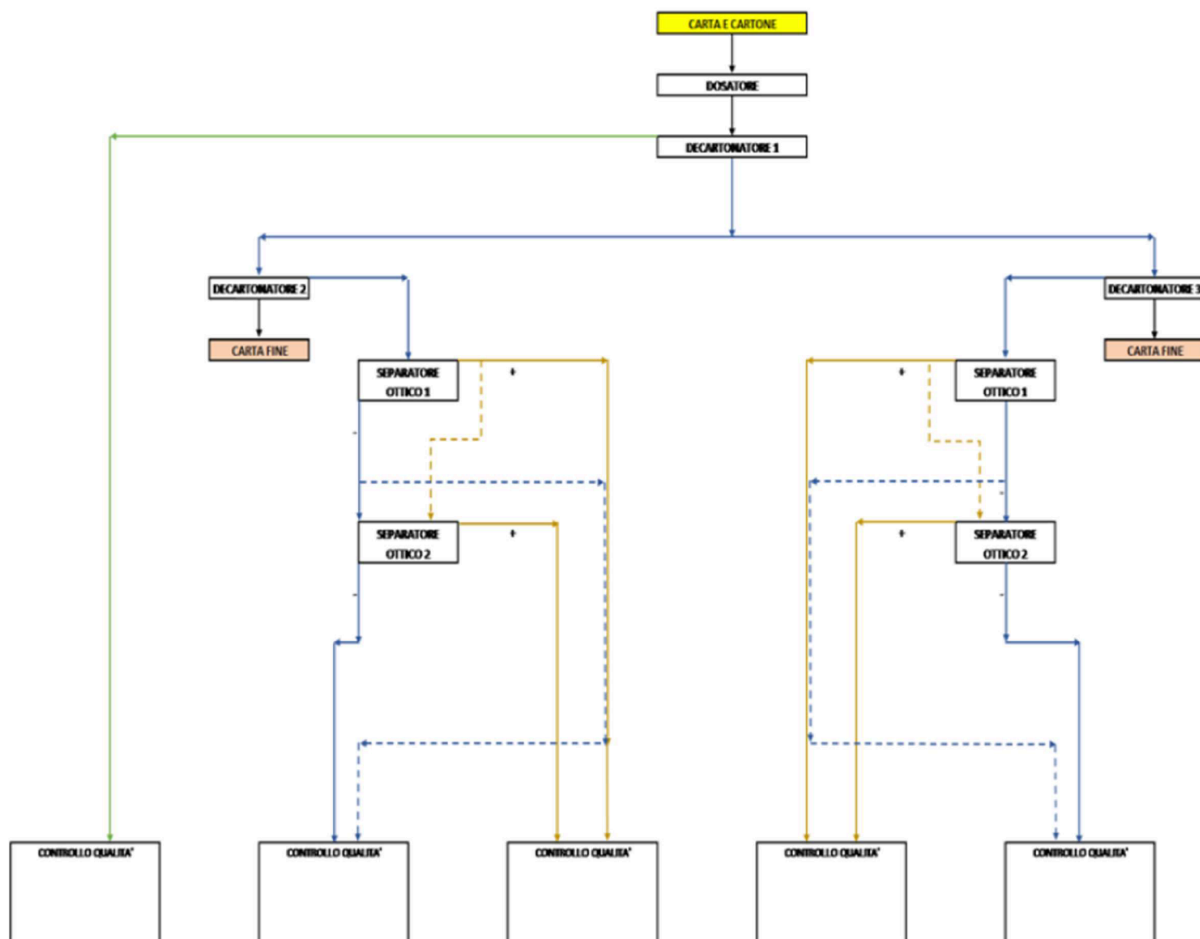 CARTA E CARTONE
DOSATORE
DECARTONATORE 1
DECARTONATORE 2
DECARTONATORE 3
CARTA FINE
CARTA FINE
SEPARATORE
OTTICO 1
+
+
SEPARATORE
OTTICO 1
-
-
SEPARATORE
OTTICO 2
+
+
SEPARATORE
OTTICO 2
-
-
CONTROLLO QUALITA'
CONTROLLO QUALITA'
CONTROLLO QUALITA'
CONTROLLO QUALITA'
CONTROLLO QUALITA'